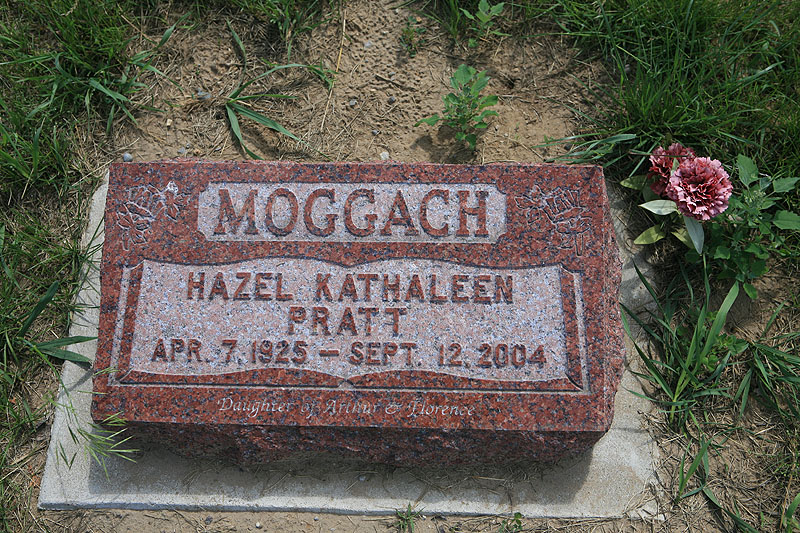 MOGGACH
HAZEL KATHALEEN
PRATT
APR. 7, 1925 – SEPT. 12, 2004
Daughter of Arthur & Florence